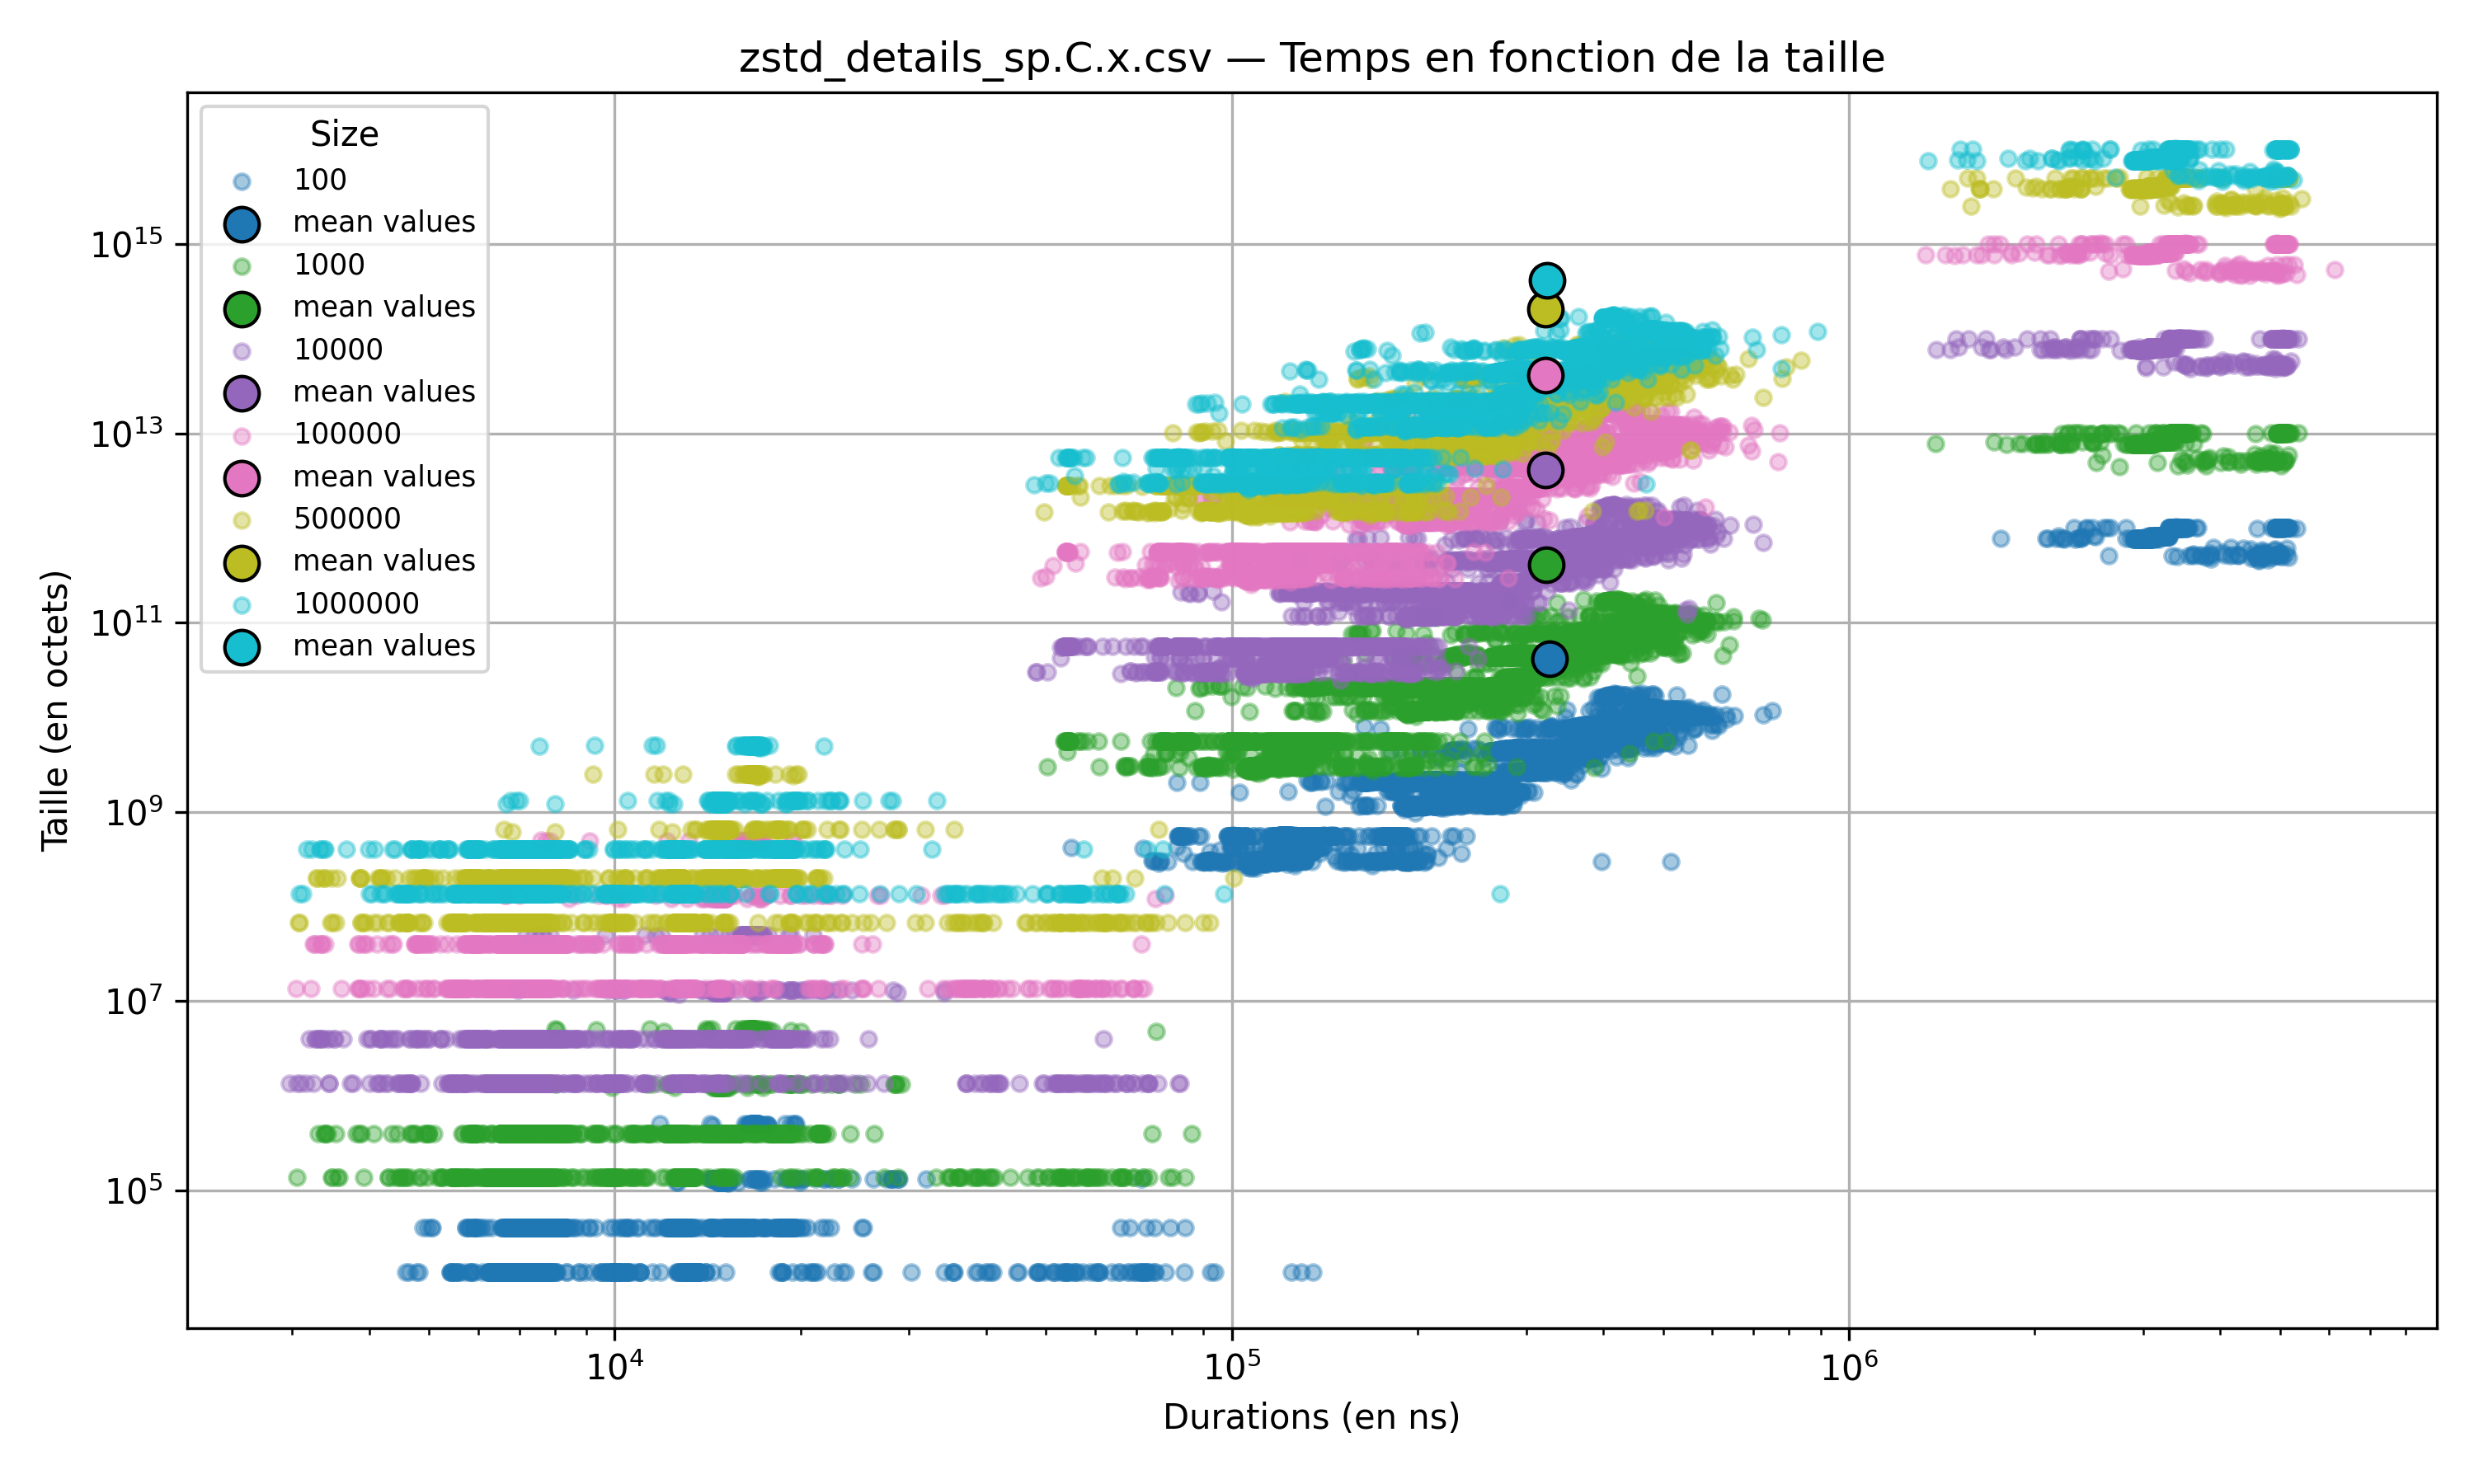 zstd_details_sp.C.x.csv — Temps en fonction de la taille
Size
100
mean values
1000
mean values
10000
mean values
100000
mean values
500000
mean values
1000000
mean values
Taille (en octets)
10^15
10^13
10^11
10^9
10^7
10^5
10^4
10^5
10^6
Durations (en ns)